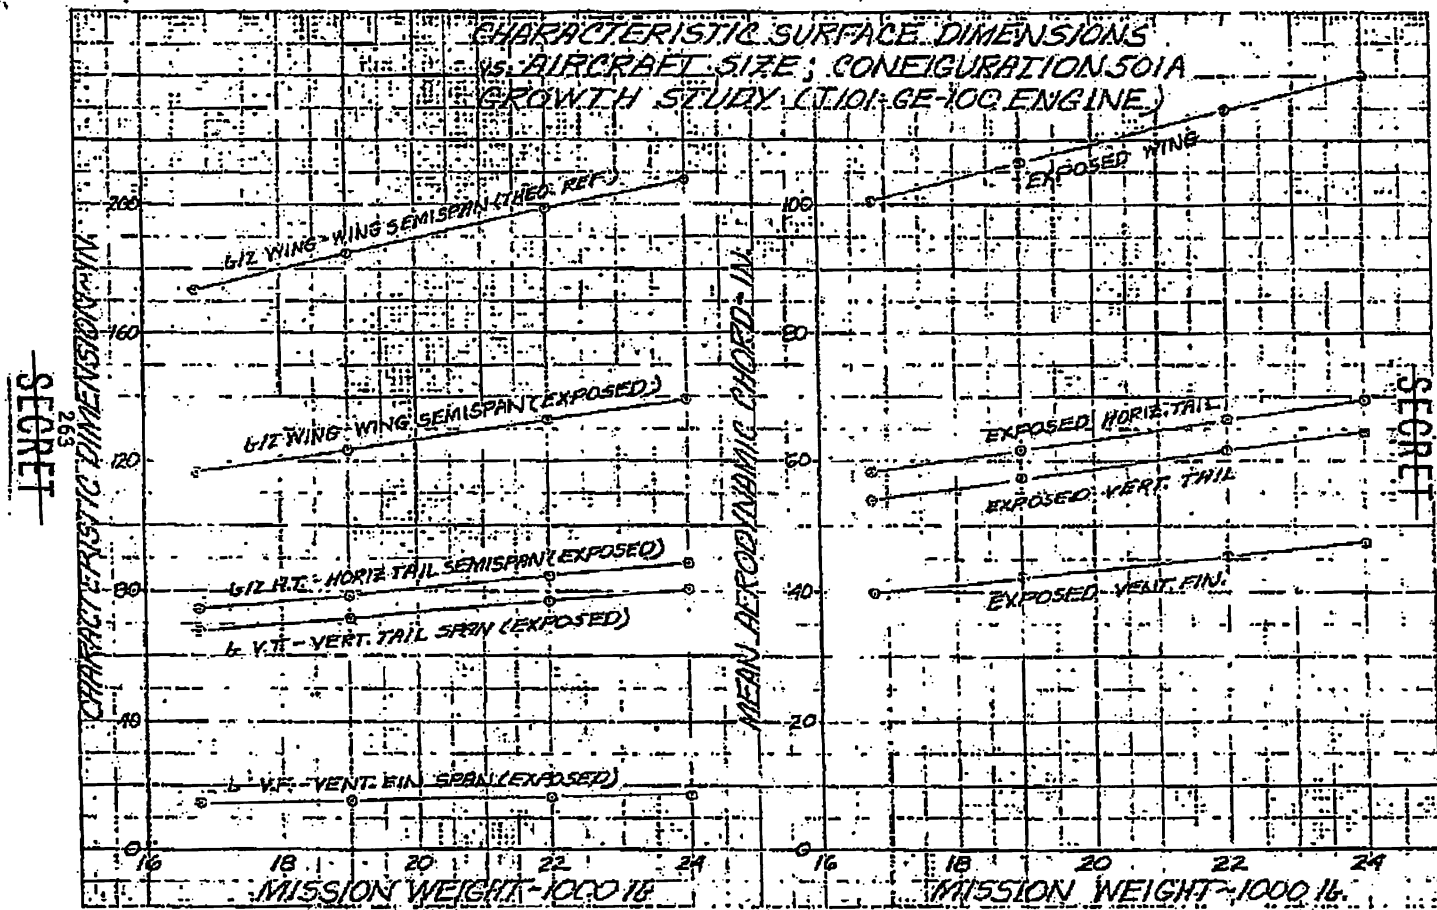 CHARACTERISTIC SURFACE DIMENSIONS
VS. AIRCRAFT SIZE; CONFIGURATION 501A
GROWTH STUDY (J101-GE-100 ENGINE)
CHARACTERISTIC DIMENSION~IN.
200
160
120
80
40
0
b/2 WING-WING SEMISPAN (THEO. REF.)
b/2 WING-WING SEMISPAN (EXPOSED)
b/2 H.T.-HORIZ TAIL SEMISPAN (EXPOSED)
b V.T.-VERT. TAIL SPAN (EXPOSED)
b V.F.-VENT. FIN SPAN (EXPOSED)
16 18 20 22 24
MISSION WEIGHT~1000 lb
MEAN AERODYNAMIC CHORD-IN.
100
80
60
40
20
0
EXPOSED WING
EXPOSED HORIZ. TAIL
EXPOSED VERT. TAIL
EXPOSED VENT. FIN.
16 18 20 22 24
MISSION WEIGHT~1000 lb.
SECRET
263
SECRET